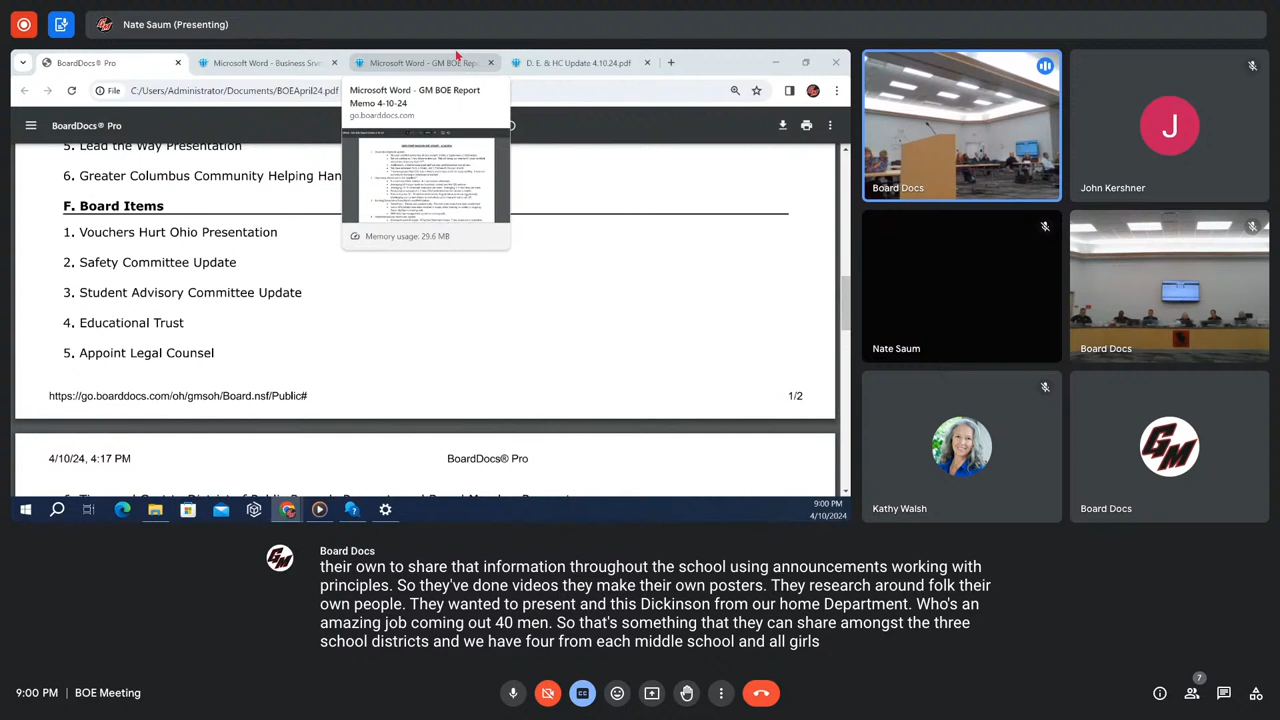 Nate Saum (Presenting)
BoardDocs® Pro
Microsoft Word - Business Srvs
Microsoft Word - GM BOE Repo
D. E. & HC Update 4.10.24.pdf
File
C:/Users/Administrator/Documents/BOEApril24.pdf
Microsoft Word - GM BOE Report
Memo 4-10-24
go.boarddocs.com
Memory usage: 29.6 MB
BoardDocs® Pro
5. Lead the Way Presentation
6. Greater Columbus Community Helping Han
F. Board Items
1. Vouchers Hurt Ohio Presentation
2. Safety Committee Update
3. Student Advisory Committee Update
4. Educational Trust
5. Appoint Legal Counsel
https://go.boarddocs.com/oh/gmsoh/Board.nsf/Public#
1/2
4/10/24, 4:17 PM
BoardDocs® Pro
9:00 PM
4/10/2024
Board Docs
J
John Kershner
Nate Saum
Board Docs
Kathy Walsh
GM
Board Docs
Board Docs
their own to share that information throughout the school using announcements working with
principles. So they've done videos they make their own posters. They research around folk their
own people. They wanted to present and this Dickinson from our home Department. Who's an
amazing job coming out 40 men. So that's something that they can share amongst the three
school districts and we have four from each middle school and all girls
9:00 PM
BOE Meeting
CC
7